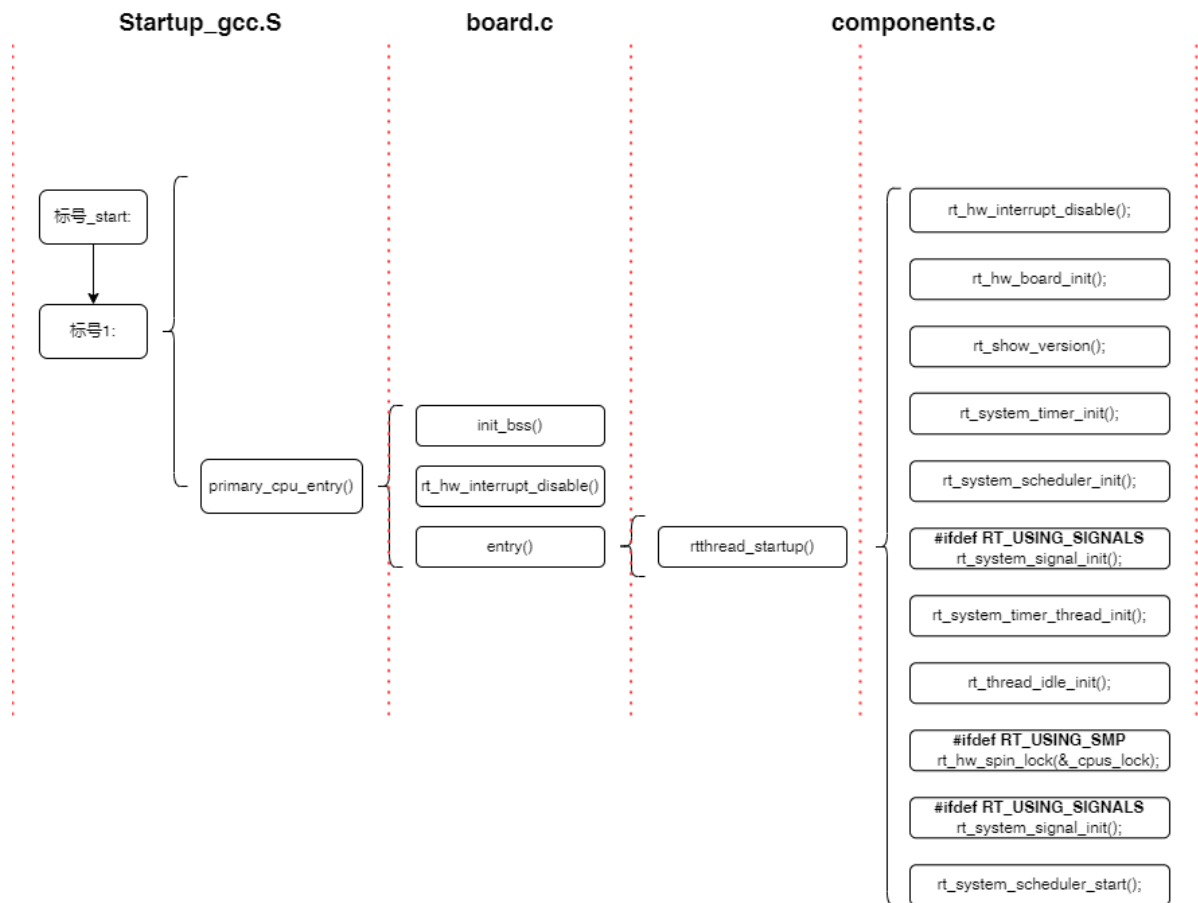 Startup_gcc.S
board.c
components.c
标号_start:
标号1:
primary_cpu_entry()
init_bss()
rt_hw_interrupt_disable()
entry()
rtthread_startup()
rt_hw_interrupt_disable();
rt_hw_board_init();
rt_show_version();
rt_system_timer_init();
rt_system_scheduler_init();
#ifdef RT_USING_SIGNALS
rt_system_signal_init();
rt_system_timer_thread_init();
rt_thread_idle_init();
#ifdef RT_USING_SMP
rt_hw_spin_lock(&_cpus_lock);
#ifdef RT_USING_SIGNALS
rt_system_signal_init();
rt_system_scheduler_start();